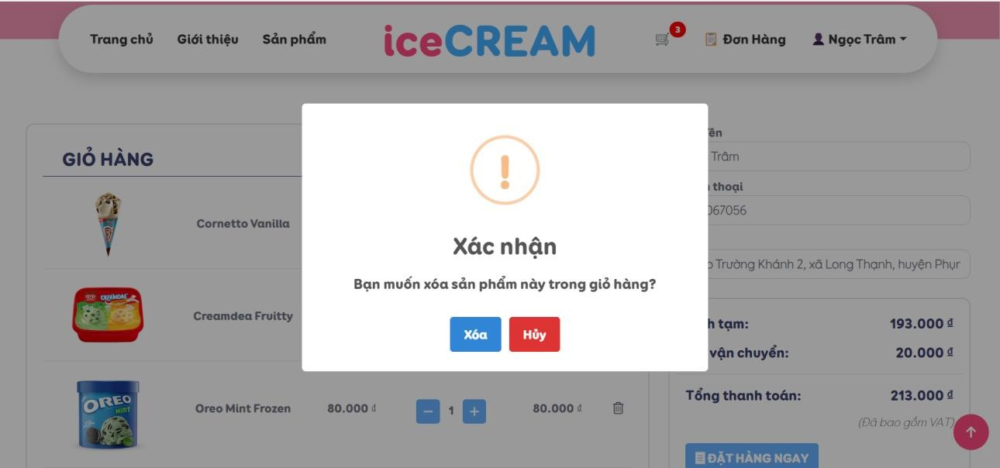 Trang chủ
Giới thiệu
Sản phẩm
iceCREAM
3
Đơn Hàng
Ngọc Trâm
GIỎ HÀNG
Cornetto Vanilla
CREAMDAE
Creamdea Fruitty
OREO
MINT
Oreo Mint Frozen
80.000 ₫
1
80.000 ₫
Xác nhận
Bạn muốn xóa sản phẩm này trong giỏ hàng?
Xóa
Hủy
Trâm
thoại
067056
Trường Khánh 2, xã Long Thạnh, huyện Phụr
tạm:
193.000 ₫
vận chuyển:
20.000 ₫
Tổng thanh toán:
213.000 ₫
(Đã bao gồm VAT)
ĐẶT HÀNG NGAY